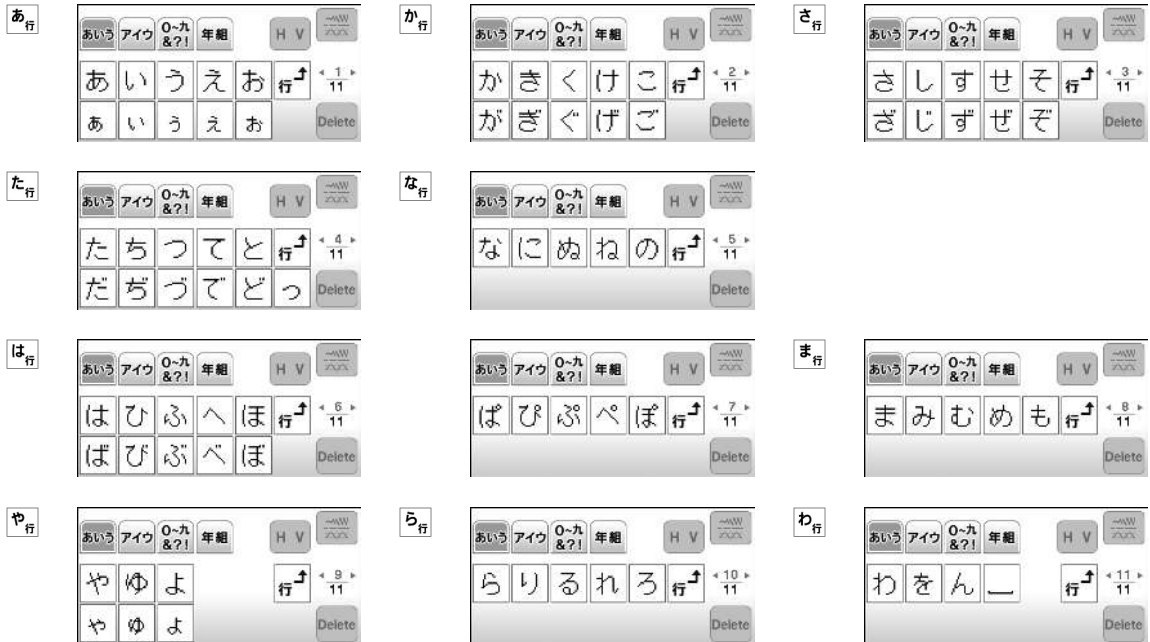 あ行
あいう アイウ 0~九&?! 年組 H V
あ い う え お 行 1/11
ぁ ぃ ぅ ぇ ぉ Delete
か行
あいう アイウ 0~九&?! 年組 H V
か き く け こ 行 2/11
が ぎ ぐ げ ご Delete
さ行
あいう アイウ 0~九&?! 年組 H V
さ し す せ そ 行 3/11
ざ じ ず ぜ ぞ Delete
た行
あいう アイウ 0~九&?! 年組 H V
た ち つ て と 行 4/11
だ ぢ づ で ど っ Delete
な行
あいう アイウ 0~九&?! 年組 H V
な に ぬ ね の 行 5/11
Delete
は行
あいう アイウ 0~九&?! 年組 H V
は ひ ふ へ ほ 行 6/11
ば び ぶ べ ぼ Delete
あいう アイウ 0~九&?! 年組 H V
ぱ ぴ ぷ ぺ ぽ 行 7/11
Delete
ま行
あいう アイウ 0~九&?! 年組 H V
ま み む め も 行 8/11
Delete
や行
あいう アイウ 0~九&?! 年組 H V
や ゆ よ 行 9/11
ゃ ゅ ょ Delete
ら行
あいう アイウ 0~九&?! 年組 H V
ら り る れ ろ 行 10/11
Delete
わ行
あいう アイウ 0~九&?! 年組 H V
わ を ん 行 11/11
Delete